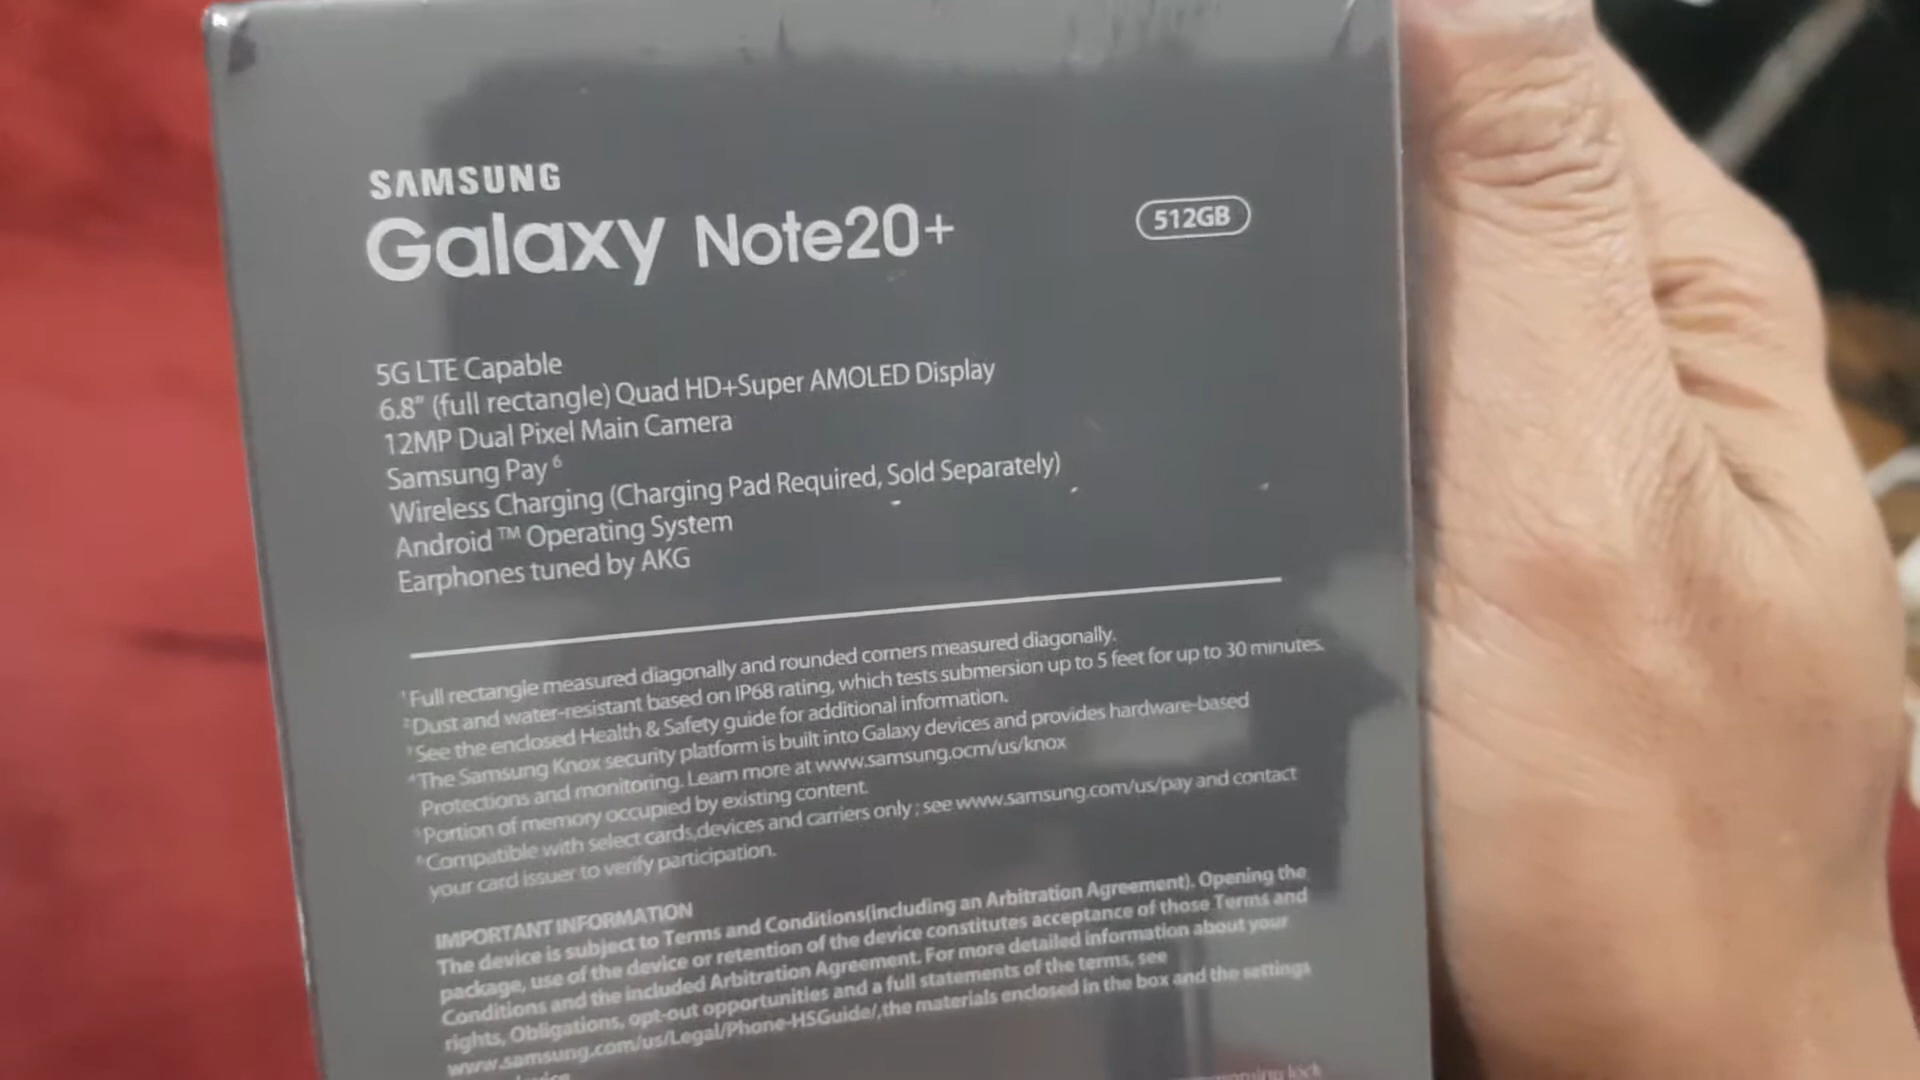 SAMSUNG
Galaxy Note20+
512GB
5G LTE Capable
6.8" (full rectangle) Quad HD+Super AMOLED Display
12MP Dual Pixel Main Camera
Samsung Pay 6
Wireless Charging (Charging Pad Required, Sold Separately)
Android ™ Operating System
Earphones tuned by AKG
1Full rectangle measured diagonally and rounded corners measured diagonally.
2Dust and water-resistant based on IP68 rating, which tests submersion up to 5 feet for up to 30 minutes.
3See the enclosed Health & Safety guide for additional information.
4The Samsung Knox security platform is built into Galaxy devices and provides hardware-based
Protections and monitoring. Learn more at www.samsung.ocm/us/knox
5Portion of memory occupied by existing content.
6Compatible with select cards,devices and carriers only ; see www.samsung.com/us/pay and contact
your card issuer to verify participation.
IMPORTANT INFORMATION
The device is subject to Terms and Conditions(including an Arbitration Agreement). Opening the
package, use of the device or retention of the device constitutes acceptance of those Terms and
Conditions and the included Arbitration Agreement. For more detailed information about your
rights, Obligations, opt-out opportunities and a full statements of the terms, see
www.samsung.com/us/Legal/Phone-HSGuide/,the materials enclosed in the box and the settings
lock